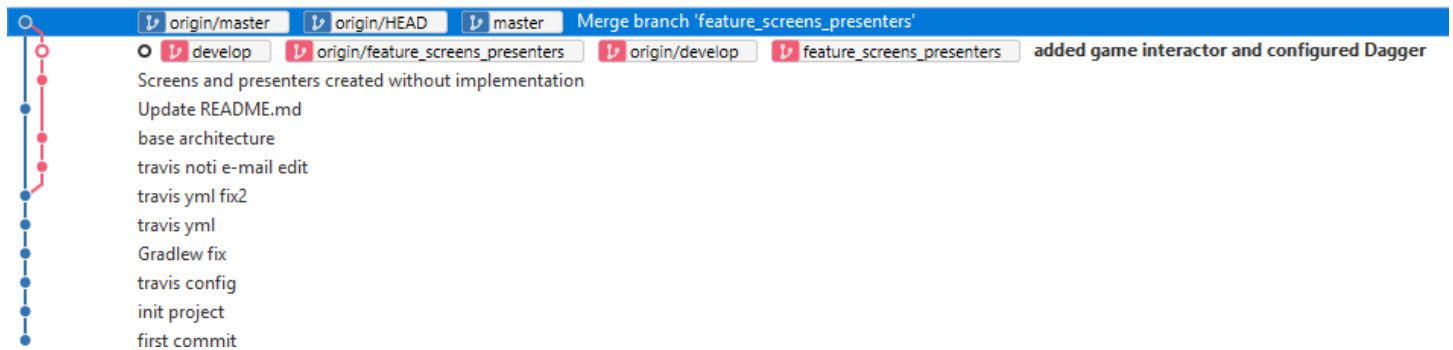 origin/master origin/HEAD master Merge branch 'feature_screens_presenters'
develop origin/feature_screens_presenters origin/develop feature_screens_presenters added game interactor and configured Dagger
Screens and presenters created without implementation
Update README.md
base architecture
travis noti e-mail edit
travis yml fix2
travis yml
Gradlew fix
travis config
init project
first commit